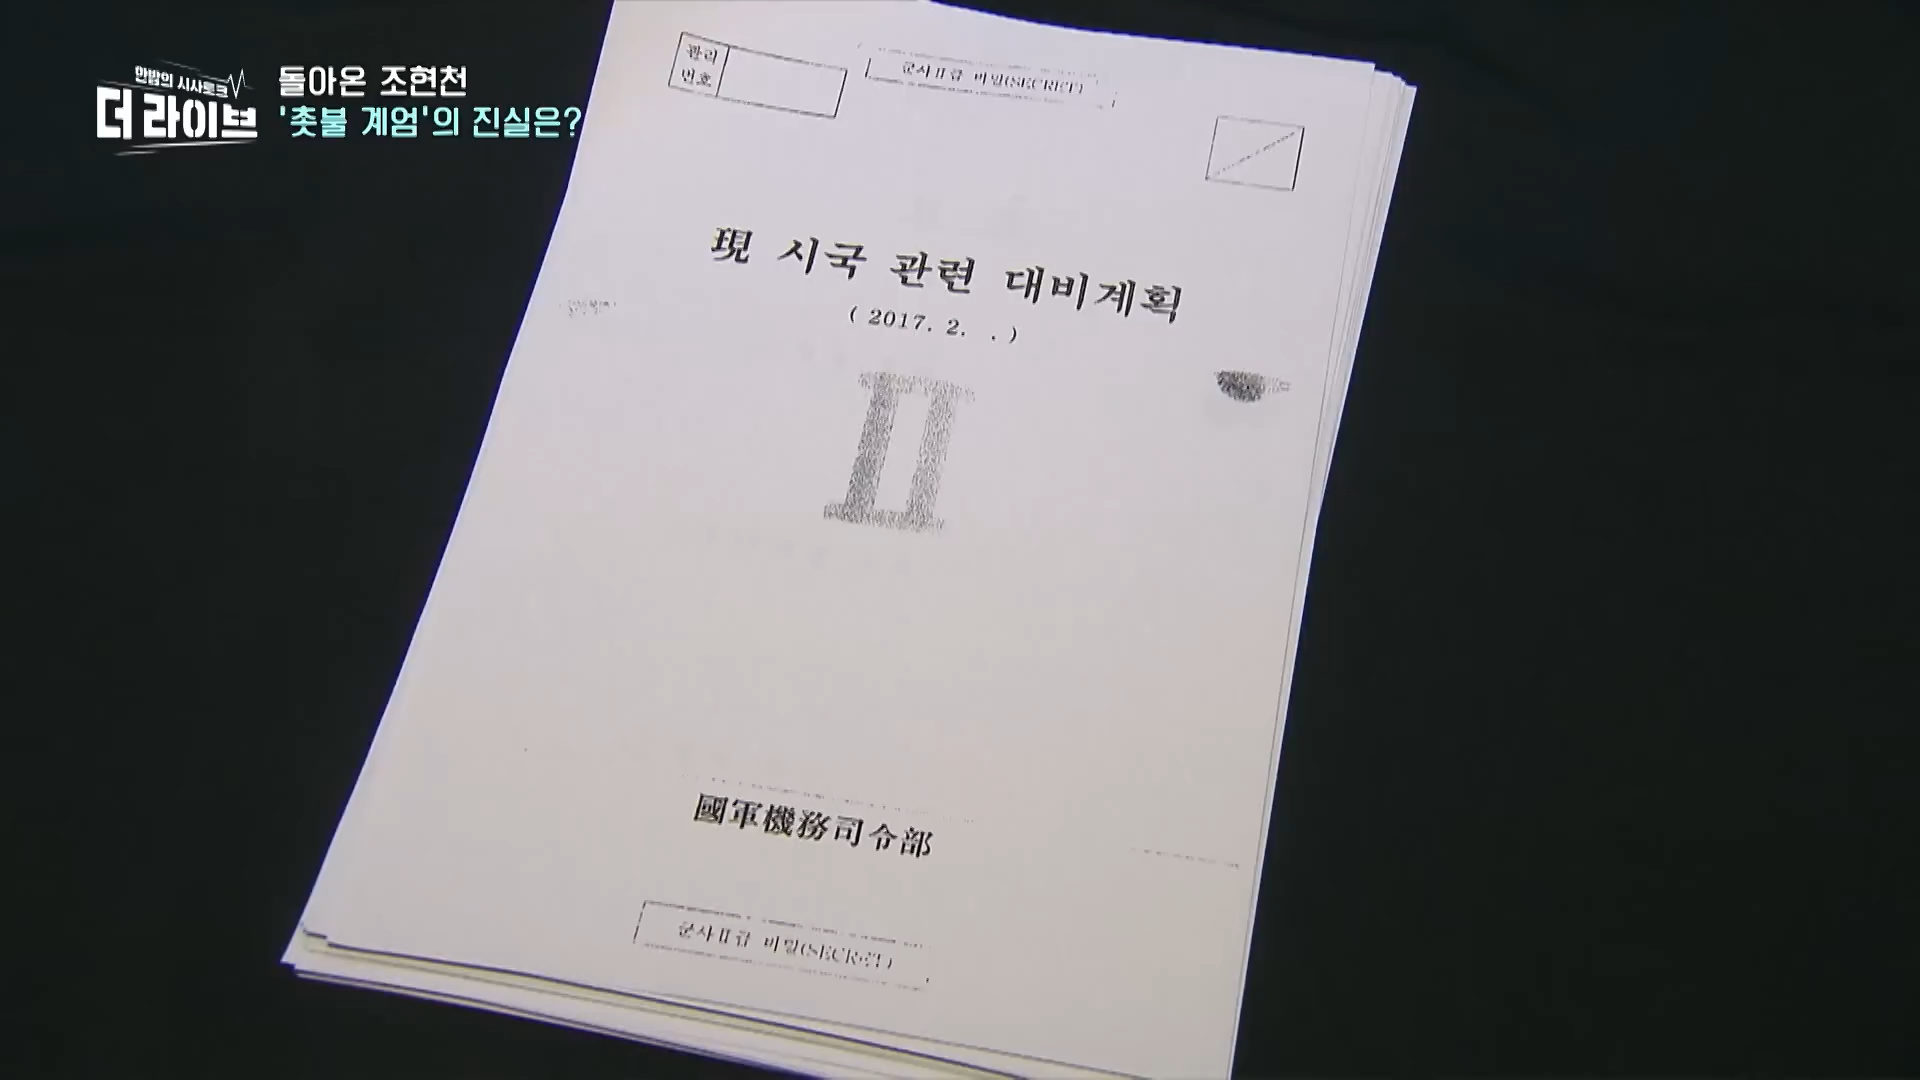 한밤의 시사토크
더 라이브
돌아온 조현천
'촛불 계엄'의 진실은?
관리
번호
군사 II급 비밀(SECRET)
現 시국 관련 대비계획
( 2017. 2. . )
II
國軍機務司令部
군사 II급 비밀(SECRET)